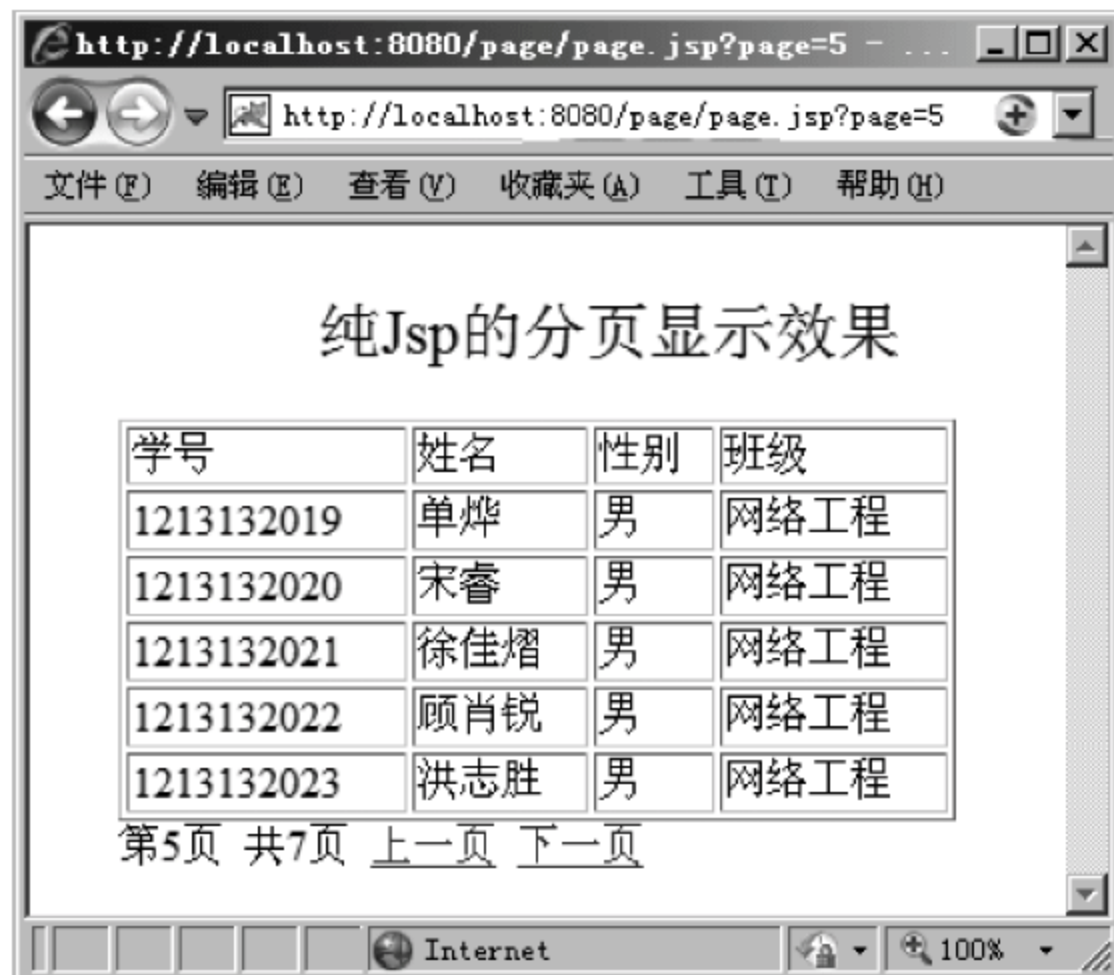 http://localhost:8080/page/page.jsp?page=5 - ...
http://localhost:8080/page/page.jsp?page=5
文件(F) 编辑(E) 查看(V) 收藏夹(A) 工具(T) 帮助(H)
纯Jsp的分页显示效果
学号 姓名 性别 班级
1213132019 单烨 男 网络工程
1213132020 宋睿 男 网络工程
1213132021 徐佳熠 男 网络工程
1213132022 顾肖锐 男 网络工程
1213132023 洪志胜 男 网络工程
第5页 共7页 上一页 下一页
Internet 100%